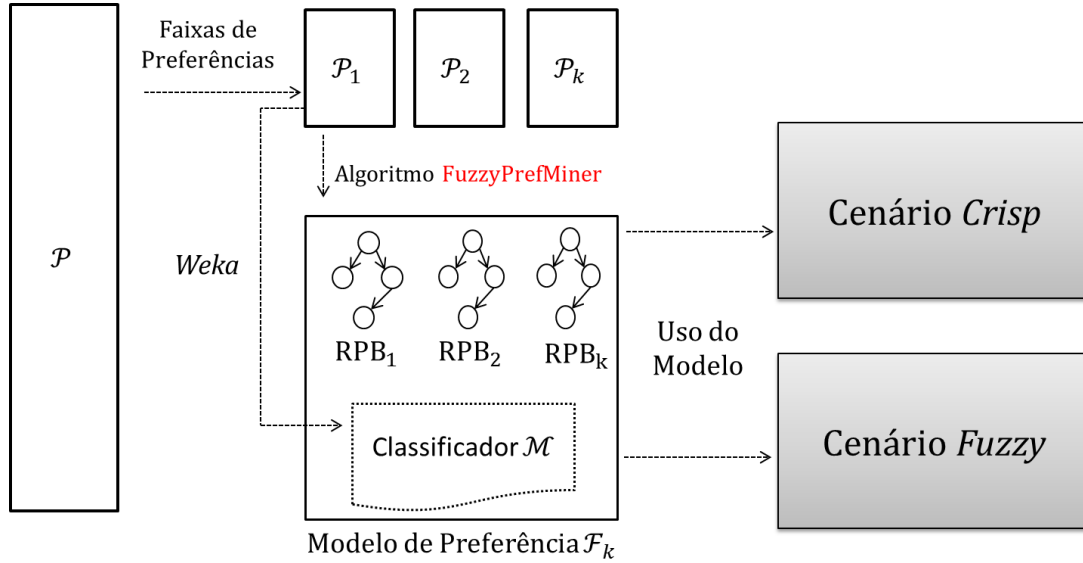 𝒫
Faixas de
Preferências
𝒫₁
𝒫₂
𝒫ₖ
Algoritmo FuzzyPrefMiner
Weka
RPB₁
RPB₂
RPBₖ
Classificador ℳ
Modelo de Preferência ℱₖ
Uso do
Modelo
Cenário Crisp
Cenário Fuzzy